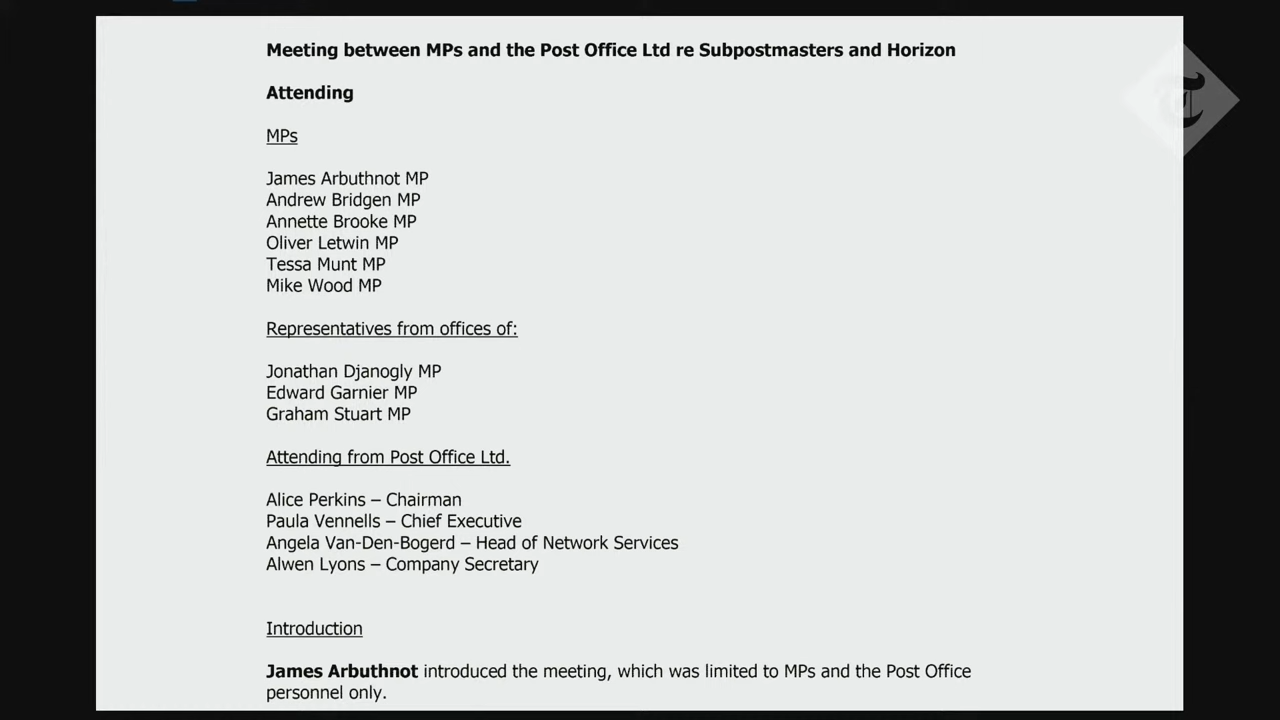 Meeting between MPs and the Post Office Ltd re Subpostmasters and Horizon
Attending
MPs
James Arbuthnot MP
Andrew Bridgen MP
Annette Brooke MP
Oliver Letwin MP
Tessa Munt MP
Mike Wood MP
Representatives from offices of:
Jonathan Djanogly MP
Edward Garnier MP
Graham Stuart MP
Attending from Post Office Ltd.
Alice Perkins – Chairman
Paula Vennells – Chief Executive
Angela Van-Den-Bogerd – Head of Network Services
Alwen Lyons – Company Secretary
Introduction
James Arbuthnot introduced the meeting, which was limited to MPs and the Post Office
personnel only.
T